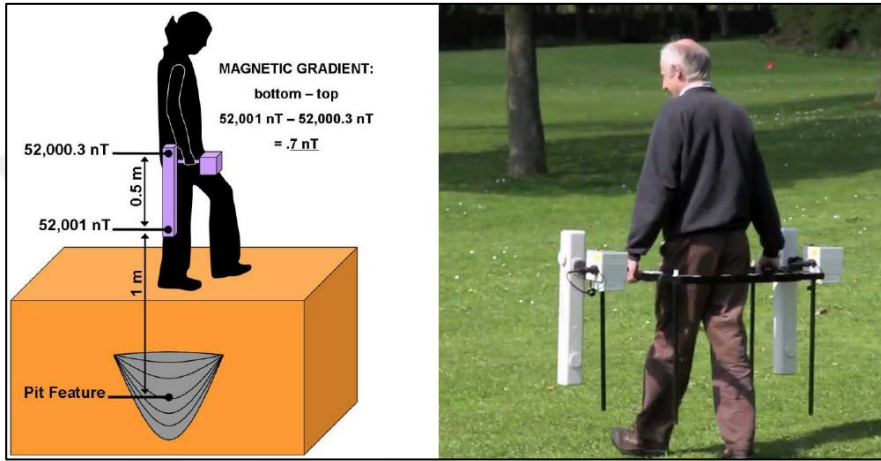 MAGNETIC GRADIENT:
bottom – top
52,001 nT – 52,000.3 nT
= .7 nT
52,000.3 nT
0.5 m
52,001 nT
1 m
Pit Feature